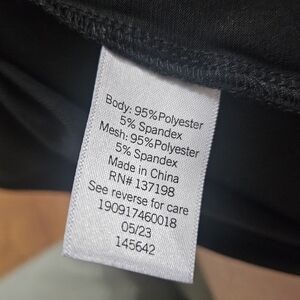 Body: 95%Polyester
5% Spandex
Mesh: 95%Polyester
5% Spandex
Made in China
RN# 137198
See reverse for care
190917460018
05/23
145642